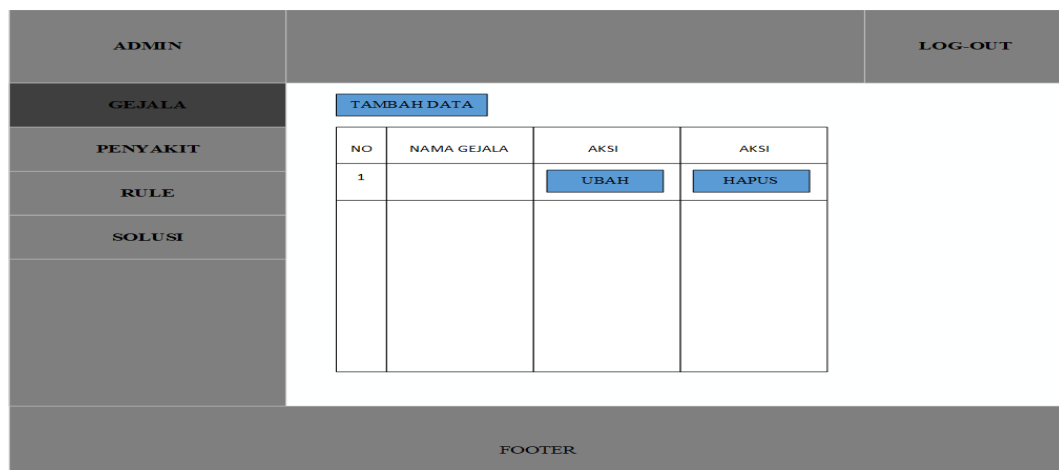 ADMIN
LOG-OUT
GEJALA
PENYAKIT
RULE
SOLUSI
TAMBAH DATA
NO NAMA GEJALA AKSI AKSI
1 UBAH HAPUS
FOOTER